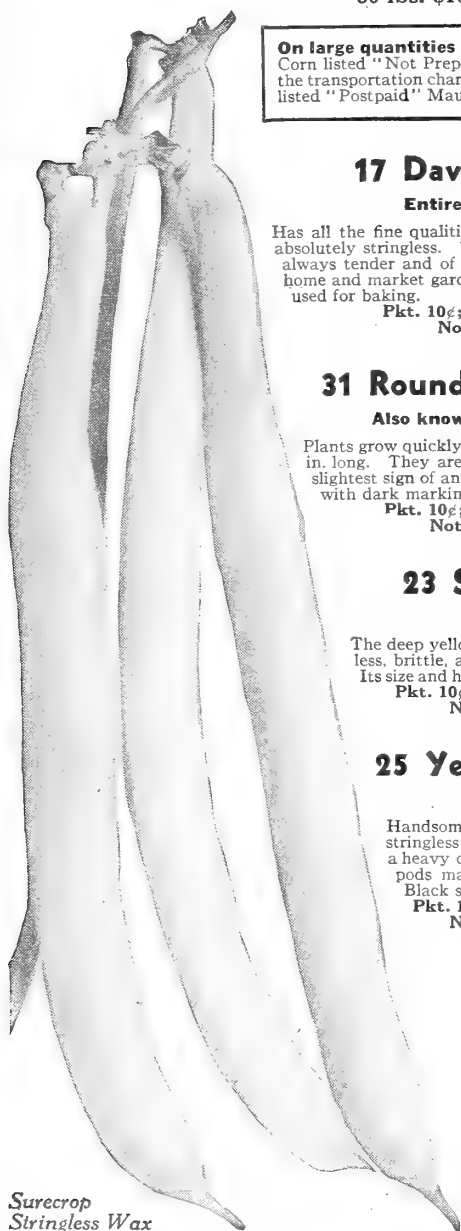 On large quantities
Corn listed "Not Prep
the transportation char
listed "Postpaid" Mau
17 Dav
Entire
Has all the fine qualiti
absolutely stringless.
always tender and of
home and market gard
used for baking.
Pkt. 10¢;
No
31 Round
Also know
Plants grow quickly
in. long. They are
slightest sign of an
with dark markin
Pkt. 10¢;
Not
23 S
The deep yello
less, brittle, a
Its size and h
Pkt. 10¢
N
25 Ye
Handsom
stringless
a heavy c
pods ma
Black s
Pkt. 1
N
Surecrop
Stringless Wax